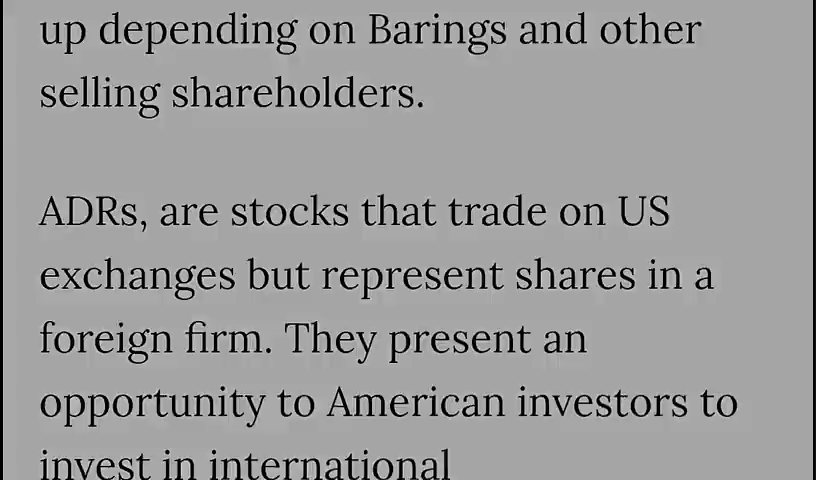 up depending on Barings and other
selling shareholders.
ADRs, are stocks that trade on US
exchanges but represent shares in a
foreign firm. They present an
opportunity to American investors to
invest in international